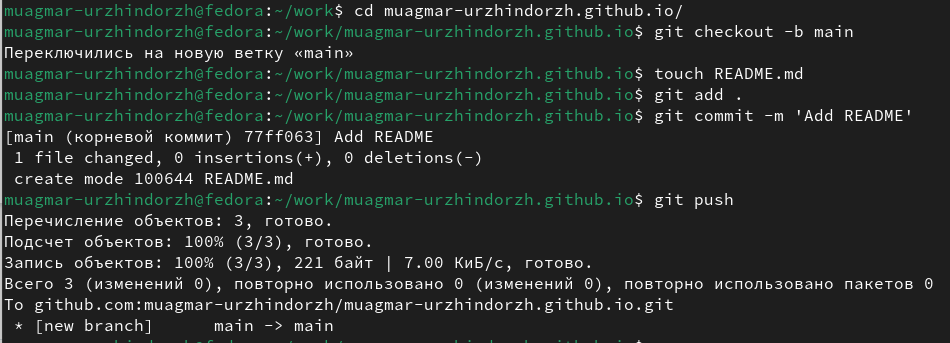 muagmar-urzhindorzh@fedora:~/work$ cd muagmar-urzhindorzh.github.io/
muagmar-urzhindorzh@fedora:~/work/muagmar-urzhindorzh.github.io$ git checkout -b main
Переключились на новую ветку «main»
muagmar-urzhindorzh@fedora:~/work/muagmar-urzhindorzh.github.io$ touch README.md
muagmar-urzhindorzh@fedora:~/work/muagmar-urzhindorzh.github.io$ git add .
muagmar-urzhindorzh@fedora:~/work/muagmar-urzhindorzh.github.io$ git commit -m 'Add README'
[main (корневой коммит) 77ff063] Add README
 1 file changed, 0 insertions(+), 0 deletions(-)
 create mode 100644 README.md
muagmar-urzhindorzh@fedora:~/work/muagmar-urzhindorzh.github.io$ git push
Перечисление объектов: 3, готово.
Подсчет объектов: 100% (3/3), готово.
Запись объектов: 100% (3/3), 221 байт | 7.00 КиБ/с, готово.
Всего 3 (изменений 0), повторно использовано 0 (изменений 0), повторно использовано пакетов 0
To github.com:muagmar-urzhindorzh/muagmar-urzhindorzh.github.io.git
 * [new branch]      main -> main